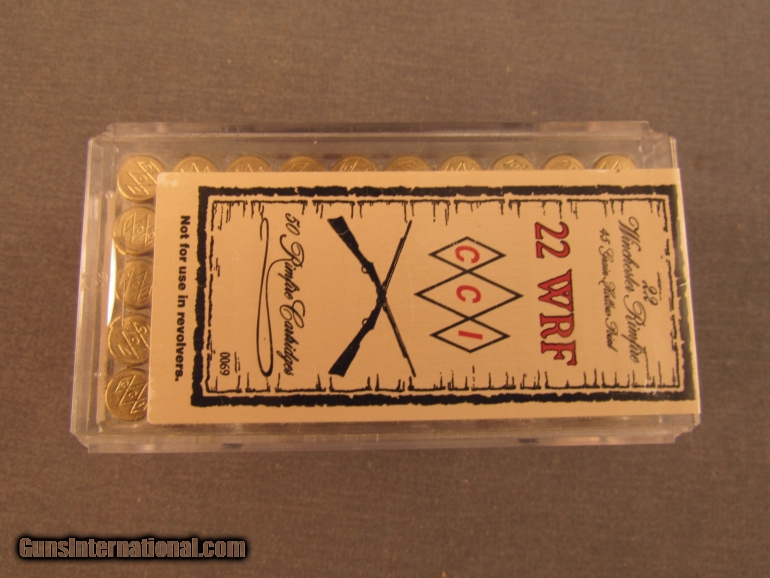 22
Winchester Rimfire
45 Grain Hollow Point
22 WRF
CCI
50 Rimfire Cartridges
0069
Not for use in revolvers.
GunsInternational.com